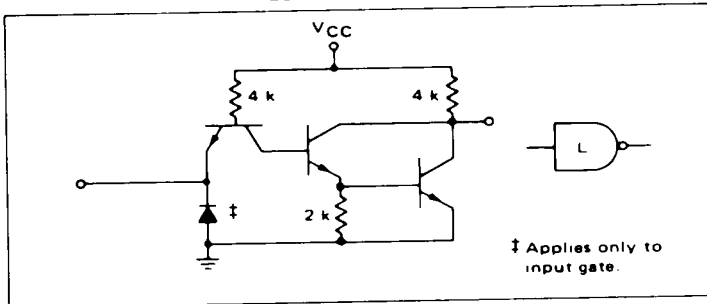 VCC
4 k
4 k
L
‡
2 k
‡ Applies only to
input gate.